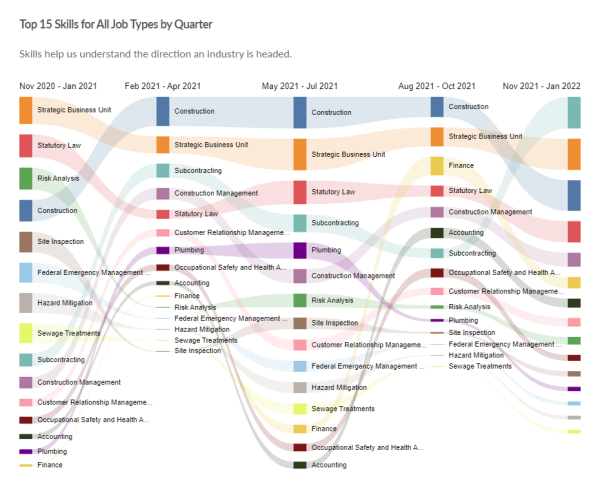 Top 15 Skills for All Job Types by Quarter
Skills help us understand the direction an industry is headed.
Nov 2020 - Jan 2021
Feb 2021 - Apr 2021
May 2021 - Jul 2021
Aug 2021 - Oct 2021
Nov 2021 - Jan 2022
Strategic Business Unit
Statutory Law
Risk Analysis
Construction
Site Inspection
Federal Emergency Management ...
Hazard Mitigation
Sewage Treatments
Subcontracting
Construction Management
Customer Relationship Manageme...
Occupational Safety and Health A...
Accounting
Plumbing
Finance
Construction
Strategic Business Unit
Subcontracting
Construction Management
Statutory Law
Customer Relationship Manageme...
Plumbing
Occupational Safety and Health A...
Accounting
Finance
Risk Analysis
Federal Emergency Management ...
Hazard Mitigation
Sewage Treatments
Site Inspection
Construction
Strategic Business Unit
Statutory Law
Subcontracting
Plumbing
Construction Management
Risk Analysis
Site Inspection
Customer Relationship Manageme...
Federal Emergency Management ...
Hazard Mitigation
Sewage Treatments
Finance
Occupational Safety and Health A...
Accounting
Construction
Strategic Business Unit
Finance
Statutory Law
Construction Management
Accounting
Subcontracting
Occupational Safety and Health A...
Customer Relationship Manageme...
Risk Analysis
Plumbing
Site Inspection
Federal Emergency Management ...
Hazard Mitigation
Sewage Treatments